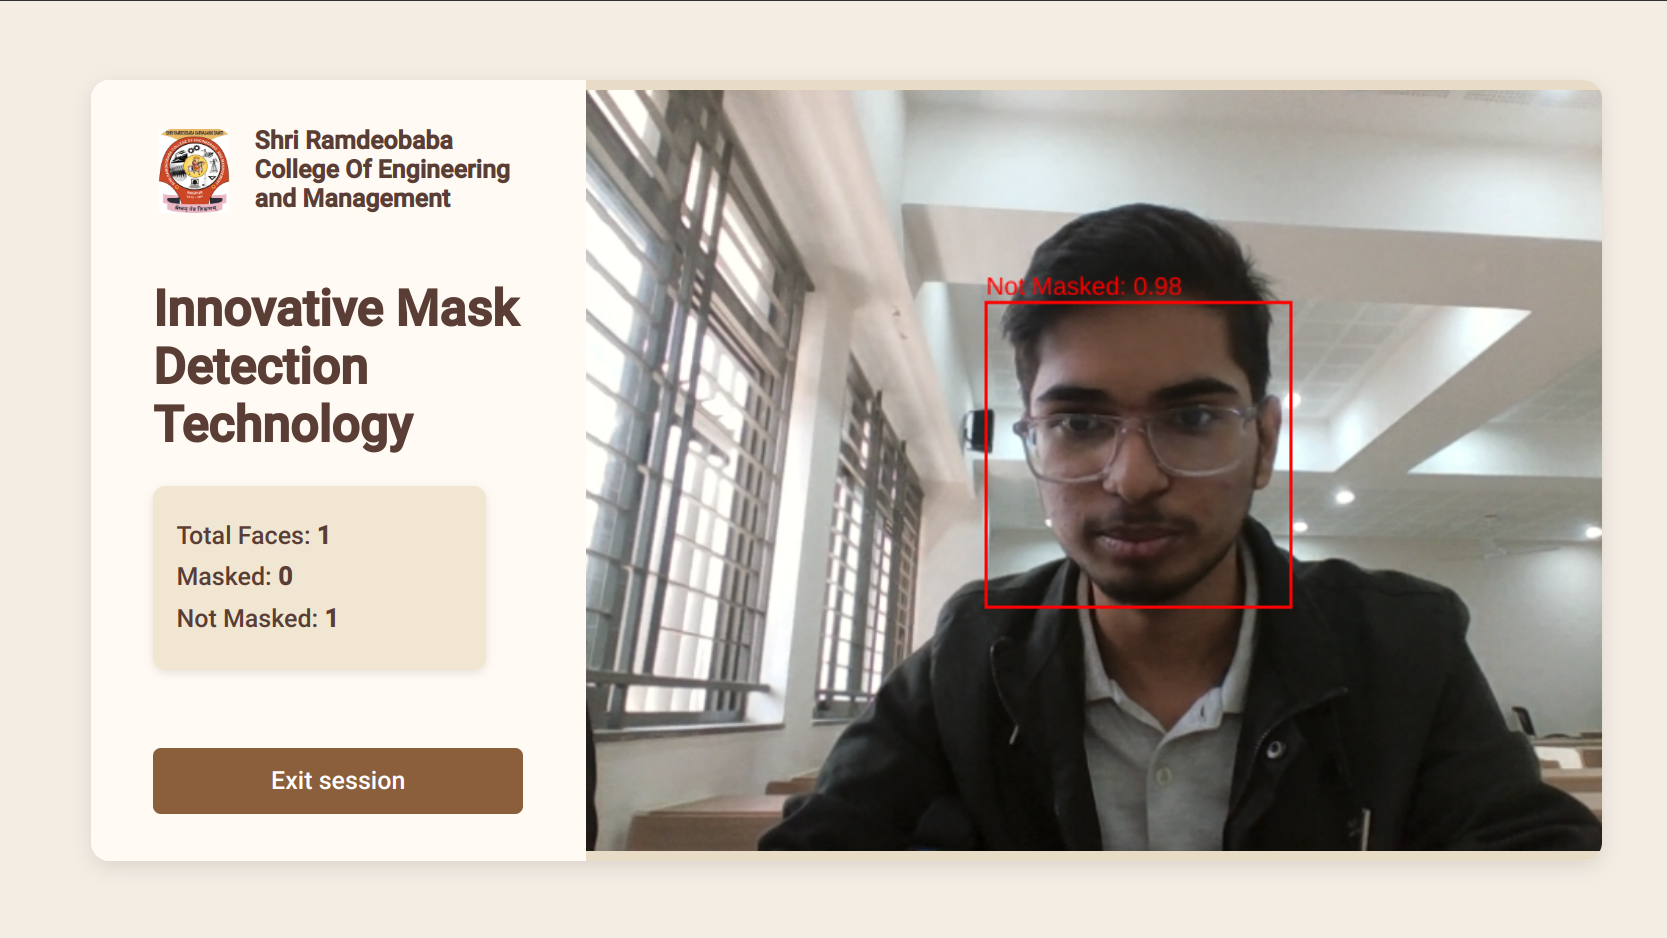 Shri Ramdeobaba
College Of Engineering
and Management
Innovative Mask
Detection
Technology
Total Faces: 1
Masked: 0
Not Masked: 1
Exit session
Not Masked: 0.98